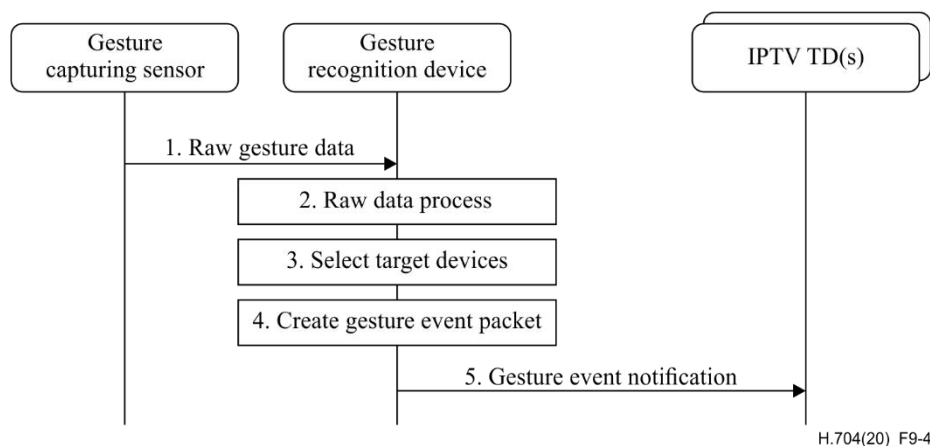 Gesture
capturing sensor
Gesture
recognition device
IPTV TD(s)
1. Raw gesture data
2. Raw data process
3. Select target devices
4. Create gesture event packet
5. Gesture event notification
H.704(20)_F9-4